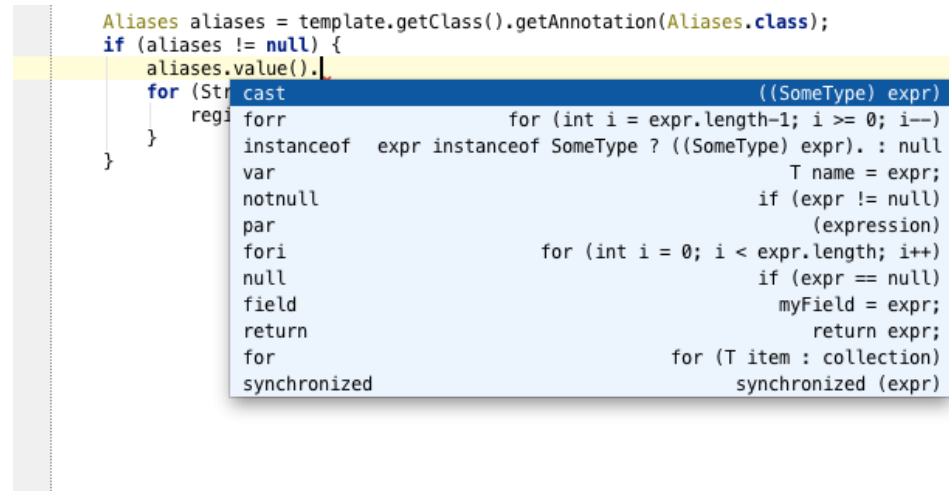 Aliases aliases = template.getClass().getAnnotation(Aliases.class);
if (aliases != null) {
aliases.value().
for (Str
regi
}
}
cast ((SomeType) expr)
forr for (int i = expr.length-1; i >= 0; i--)
instanceof expr instanceof SomeType ? ((SomeType) expr). : null
var T name = expr;
notnull if (expr != null)
par (expression)
fori for (int i = 0; i < expr.length; i++)
null if (expr == null)
field myField = expr;
return return expr;
for for (T item : collection)
synchronized synchronized (expr)